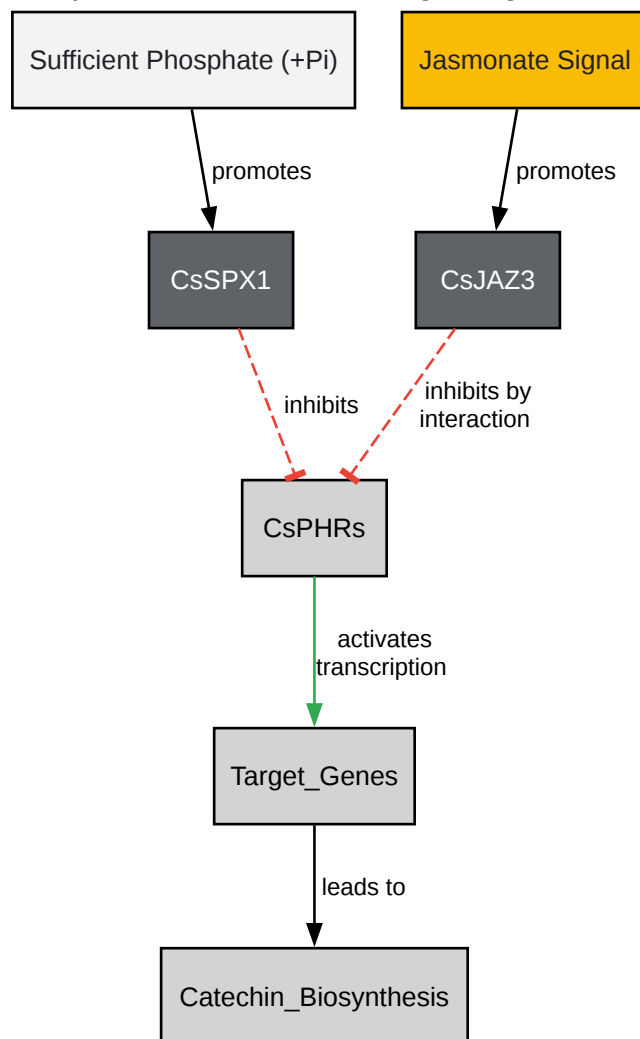 Sufficient Phosphate (+Pi)
Jasmonate Signal
promotes
promotes
CsSPX1
CsJAZ3
inhibits
inhibits by
interaction
CsPHRs
activates
transcription
Target_Genes
leads to
Catechin_Biosynthesis